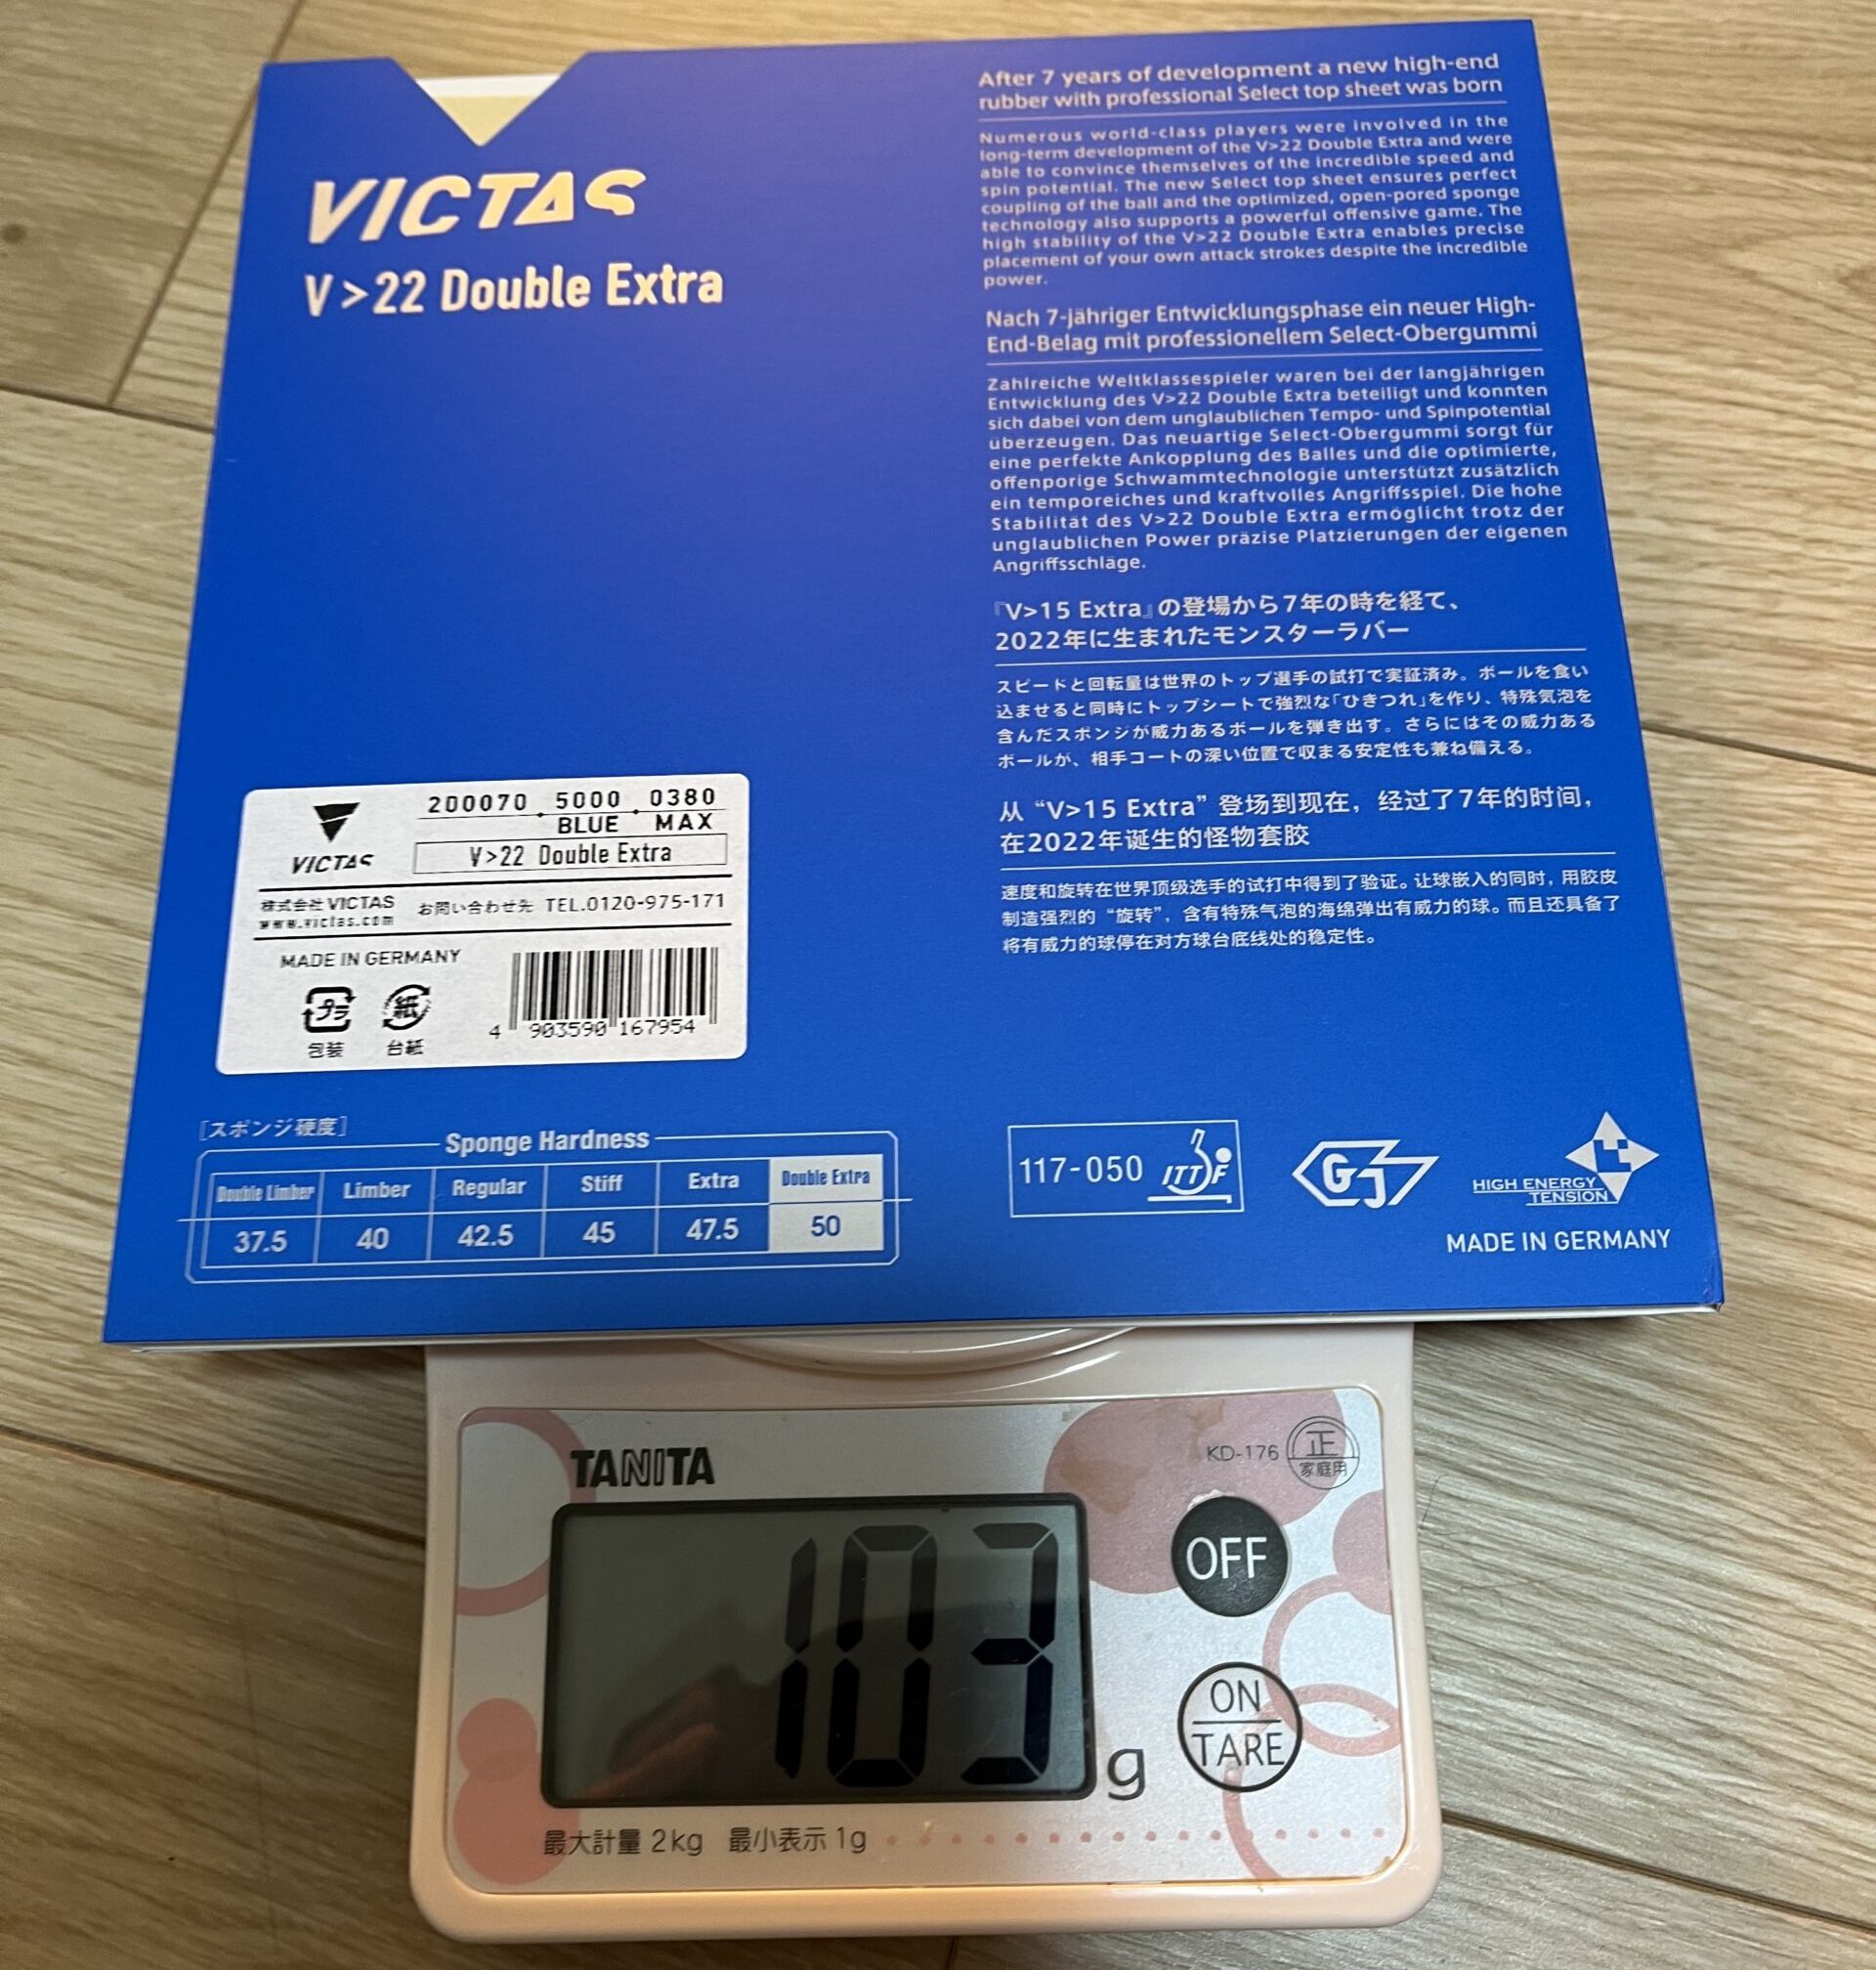 VICTAS
V>22 Double Extra
After 7 years of development a new high-end
rubber with professional Select top sheet was born
Numerous world-class players were involved in the
long-term development of the V>22 Double Extra and were
able to convince themselves of the incredible speed and
spin potential. The new Select top sheet ensures perfect
coupling of the ball and the optimized, open-pored sponge
technology also supports a powerful offensive game. The
high stability of the V>22 Double Extra enables precise
placement of your own attack strokes despite the incredible
power.
Nach 7-jähriger Entwicklungsphase ein neuer High-
End-Belag mit professionellem Select-Obergummi
Zahlreiche Weltklassespieler waren bei der langjährigen
Entwicklung des V>22 Double Extra beteiligt und konnten
sich dabei von dem unglaublichen Tempo- und Spinpotential
überzeugen. Das neuartige Select-Obergummi sorgt für
eine perfekte Ankopplung des Balles und die optimierte,
offenporige Schwammtechnologie unterstützt zusätzlich
ein temporeiches und kraftvolles Angriffsspiel. Die hohe
Stabilität des V>22 Double Extra ermöglicht trotz der
unglaublichen Power präzise Platzierungen der eigenen
Angriffsschläge.
『V>15 Extra』の登場から7年の時を経て、
2022年に生まれたモンスターラバー
スピードと回転量は世界のトップ選手の試打で実証済み。ボールを食い
込ませると同時にトップシートで強烈な「ひきつれ」を作り、特殊気泡を
含んだスポンジが威力あるボールを弾き出す。さらにはその威力ある
ボールが、相手コートの深い位置で収まる安定性も兼ね備える。
从 “V>15 Extra” 登场到现在，经过了7年的时间，
在2022年诞生的怪物套胶
速度和旋转在世界顶级选手的试打中得到了验证。让球嵌入的同时，用胶皮
制造强烈的 “旋转”，含有特殊气泡的海绵弹出有威力的球。而且还具备了
将有威力的球停在对方球台底线处的稳定性。
200070 . 5000 . 0380
BLUE MAX
VICTAS
V>22 Double Extra
株式会社 VICTAS
www.victas.com
お問い合わせ先 TEL.0120-975-171
MADE IN GERMANY
プラ
紙
包装
台紙
4 903590 167954
[スポンジ硬度]
Sponge Hardness
Double Limber Limber Regular Stiff Extra Double Extra
37.5 40 42.5 45 47.5 50
117-050 ITTF
HIGH ENERGY
TENSION
MADE IN GERMANY
TANITA
KD-176
正
家庭用
103 g
OFF
ON
TARE
最大計量 2kg 最小表示 1g